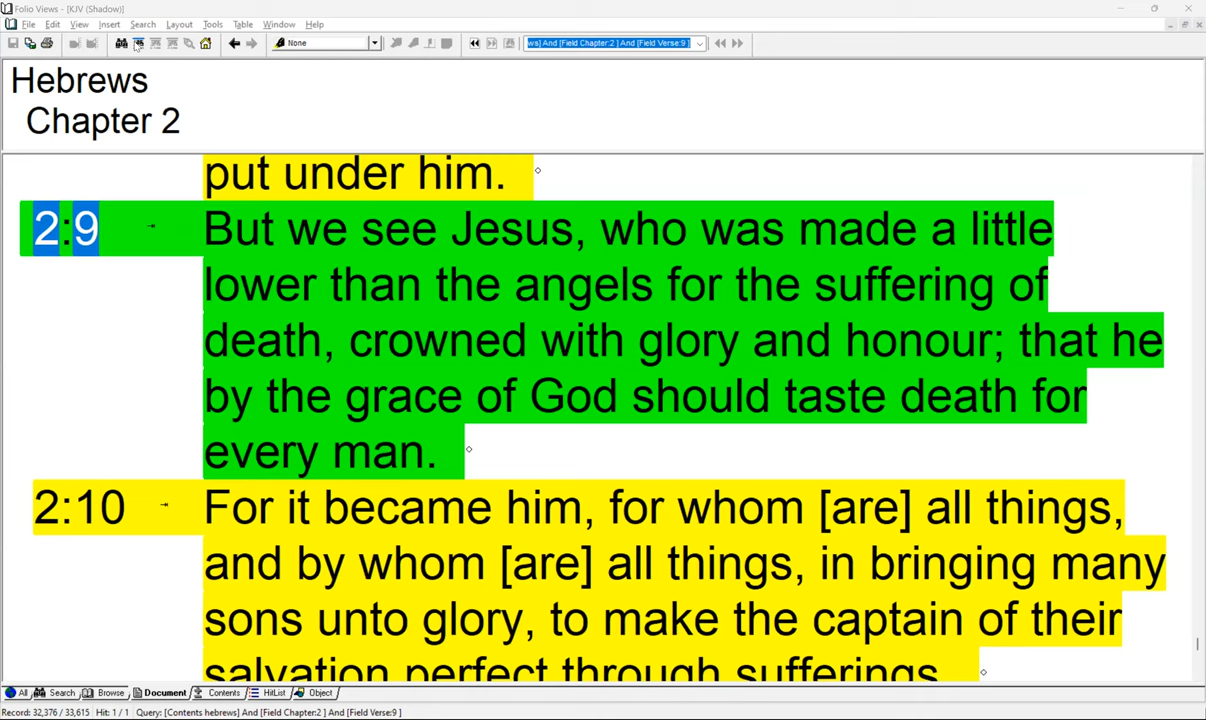 Folio Views - [KJV (Shadow)]
File Edit View Insert Search Layout Tools Table Window Help
None
ws] And [Field Chapter:2 ] And [Field Verse:9 ]
Hebrews
Chapter 2
put under him.
2:9 But we see Jesus, who was made a little
lower than the angels for the suffering of
death, crowned with glory and honour; that he
by the grace of God should taste death for
every man.
2:10 For it became him, for whom [are] all things,
and by whom [are] all things, in bringing many
sons unto glory, to make the captain of their
salvation perfect through sufferings.
All Search Browse Document Contents HitList Object
Record: 32,376 / 33,615 Hit: 1 / 1 Query: [Contents hebrews] And [Field Chapter:2 ] And [Field Verse:9 ]